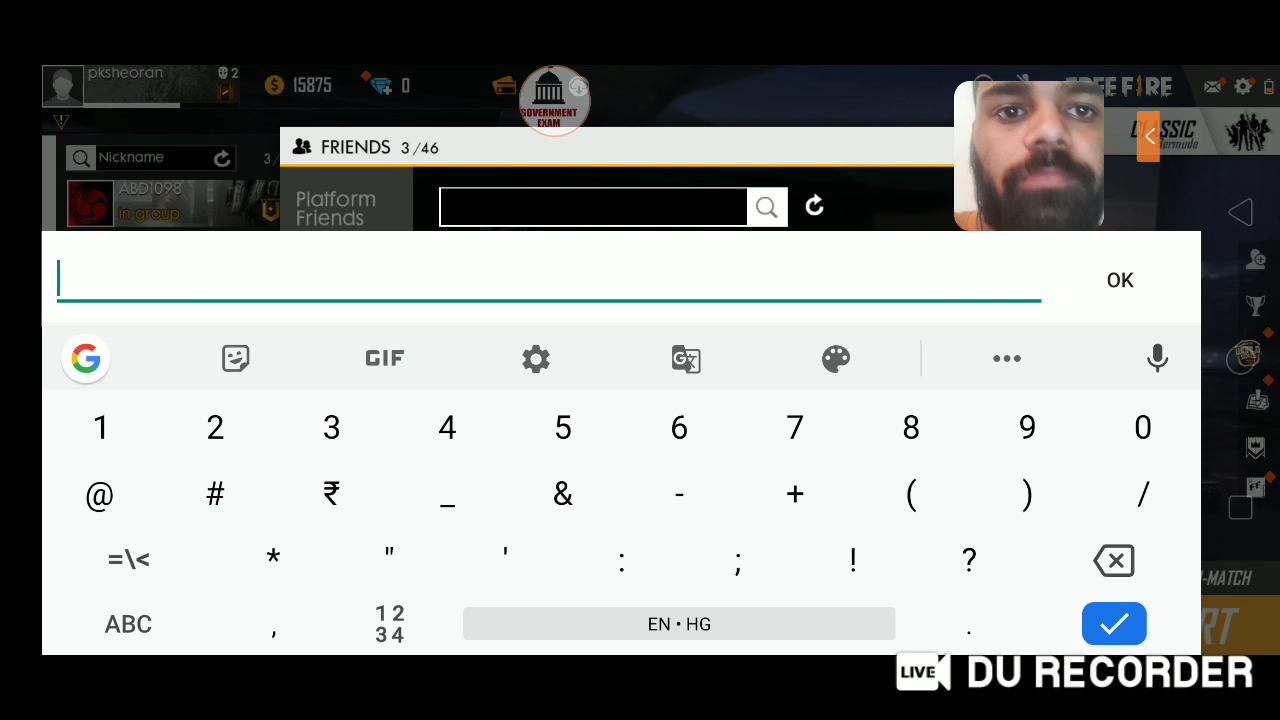 pksheoran
2
15875
0
FREE FIRE
GOVERNMENT
EXAM
CLASSIC
Bermuda
FRIENDS 3/46
Nickname
3/
ABD1098
in group
Platform
Friends
OK
G
GIF
1 2 3 4 5 6 7 8 9 0
@ # ₹ _ & - + ( ) /
=\< * " ' : ; ! ?
ABC , 12 34 EN • HG .
-MATCH
RT
LIVE DU RECORDER